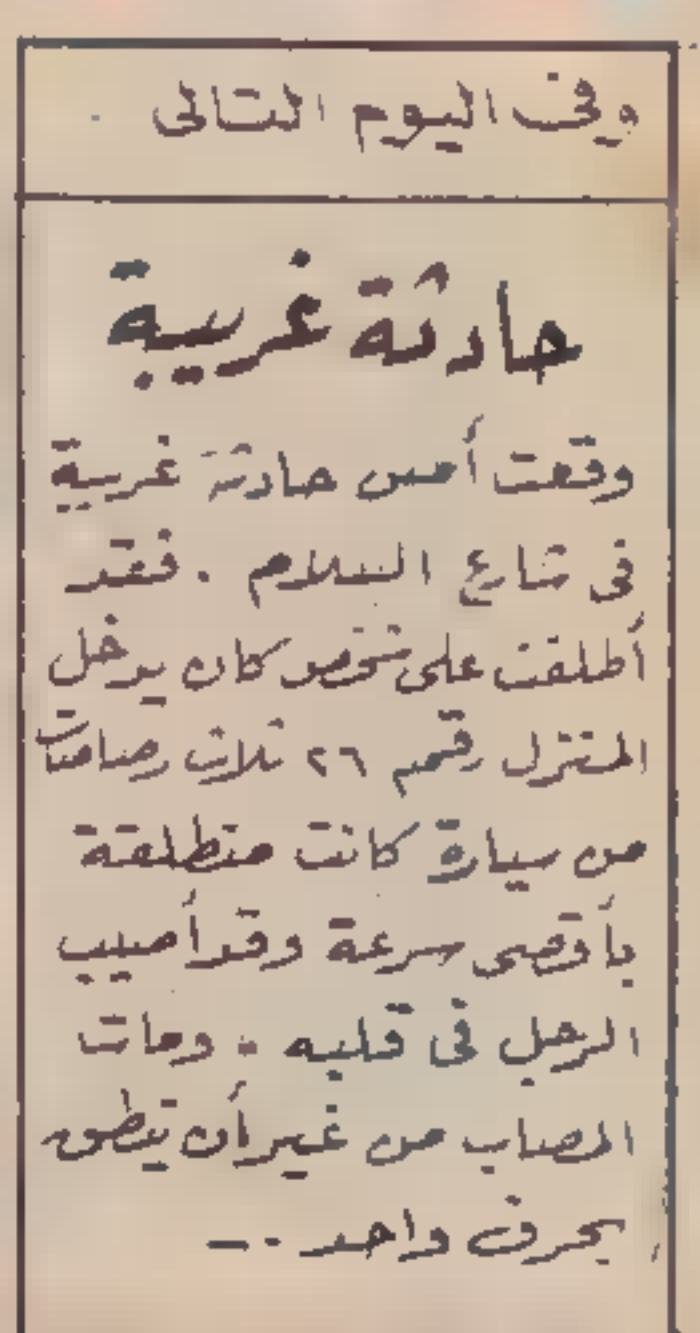 وفى اليوم التالى
حادثة غريبة
وقعت أمس حادثة غريبة
فى شارع السلام . فقد
أطلقت على شخص كان يدخل
المنزل رقم ٢٦ ثلاث رصاصات
من سيارة كانت منطلقة
بأقصى سرعة وقد أصيب
الرجل فى قلبه . ومات
المصاب من غير أن ينطق
بحرف واحد . —